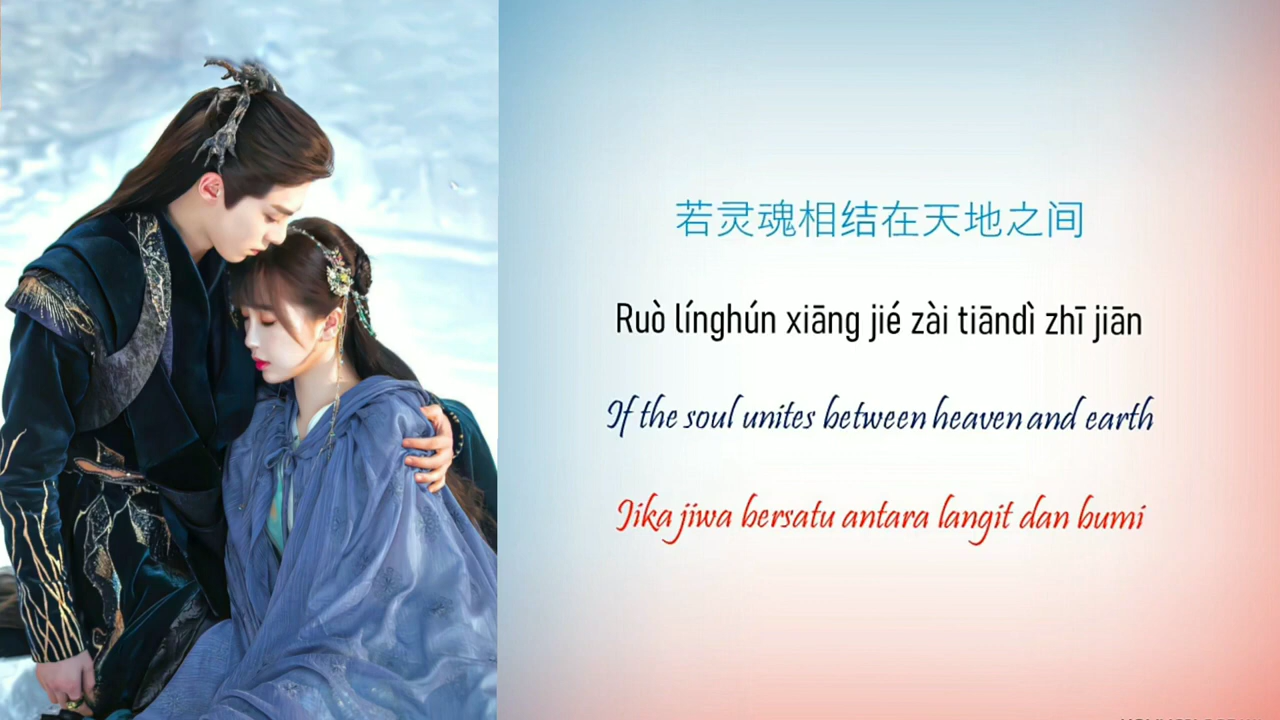 若灵魂相结在天地之间
Ruò línghún xiāng jié zài tiāndì zhī jiān
If the soul unites between heaven and earth
Jika jiwa bersatu antara langit dan bumi